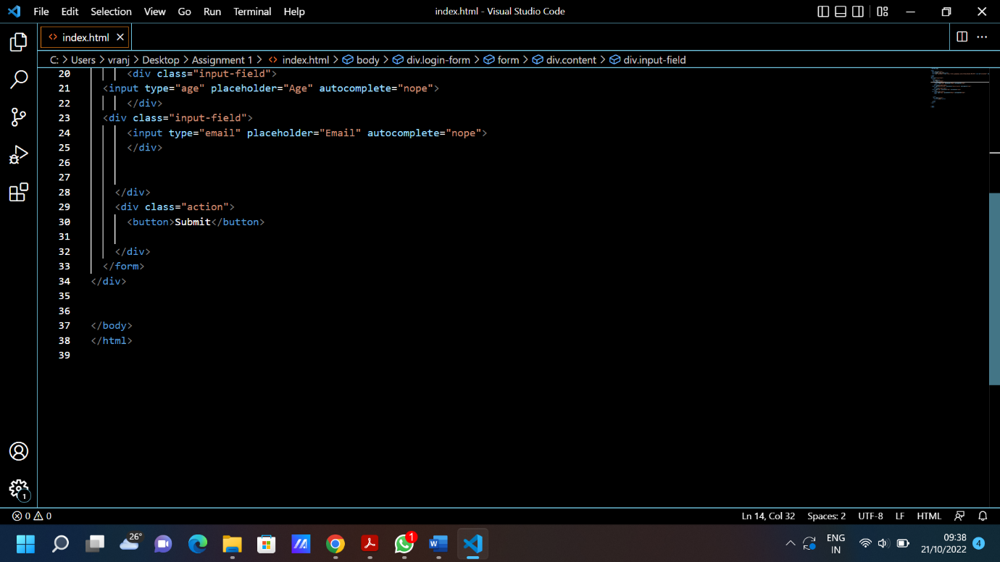 File Edit Selection View Go Run Terminal Help index.html - Visual Studio Code
<> index.html
C: > Users > vranj > Desktop > Assignment 1 > <> index.html > body > div.login-form > form > div.content > div.input-field
20 <div class="input-field">
21 <input type="age" placeholder="Age" autocomplete="nope">
22 </div>
23 <div class="input-field">
24 <input type="email" placeholder="Email" autocomplete="nope">
25 </div>
26
27
28 </div>
29 <div class="action">
30 <button>Submit</button>
31
32 </div>
33 </form>
34 </div>
35
36
37 </body>
38 </html>
39
1
0 0 Ln 14, Col 32 Spaces: 2 UTF-8 LF HTML
26° 1 ENG IN 09:38 21/10/2022 4